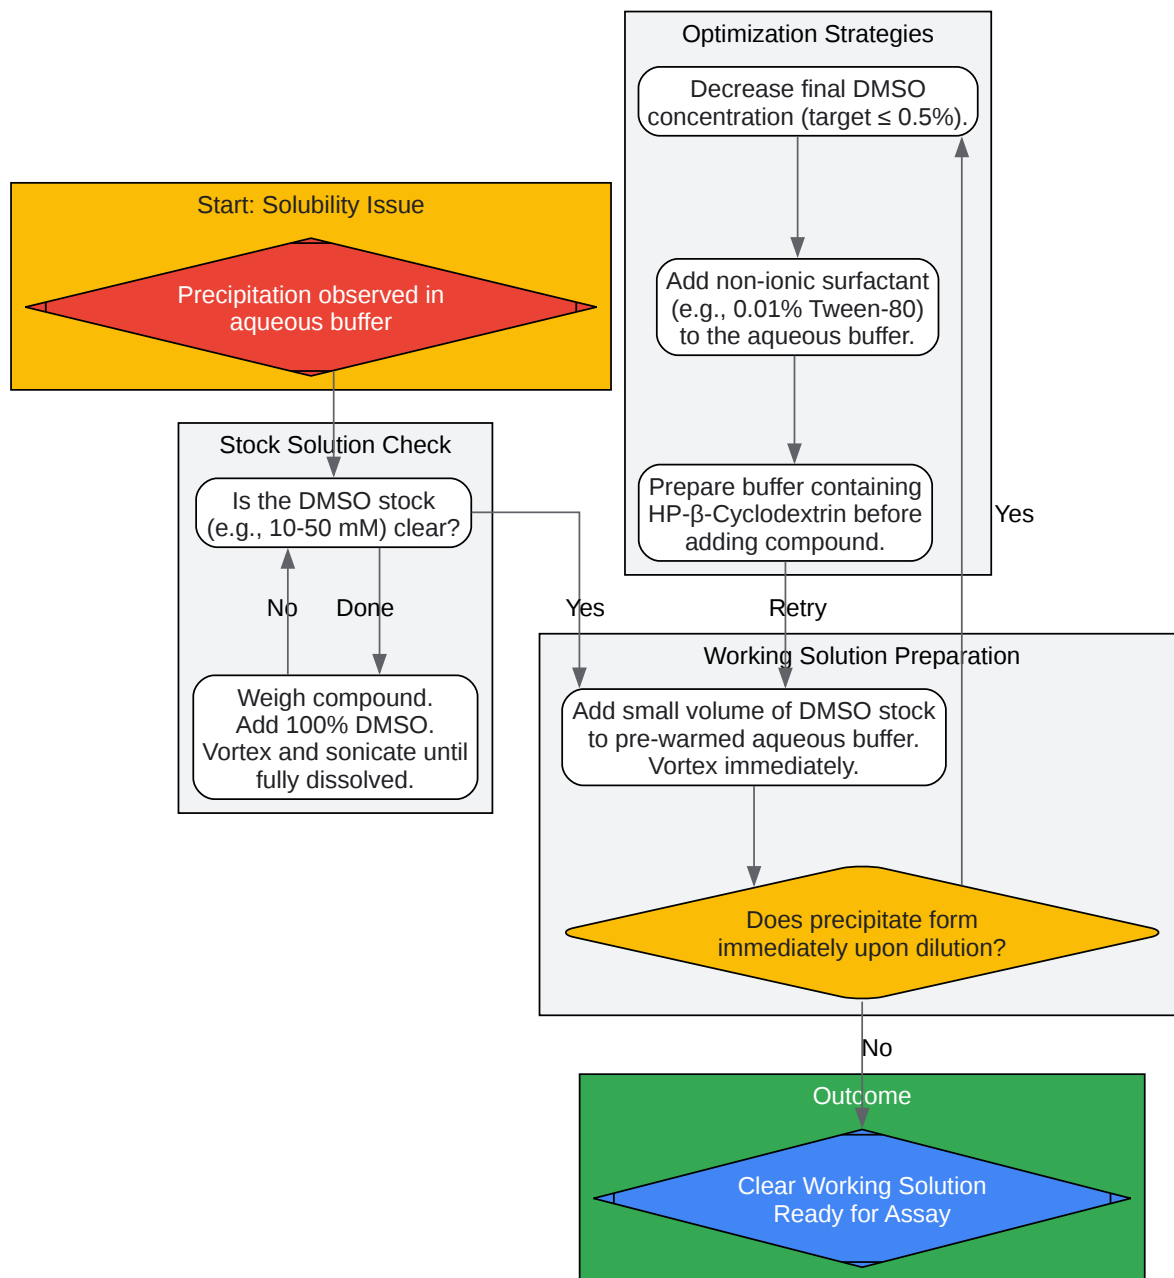 Optimization Strategies
Decrease final DMSO
concentration (target ≤ 0.5%).
Start: Solubility Issue
Precipitation observed in
aqueous buffer
Add non-ionic surfactant
(e.g., 0.01% Tween-80)
to the aqueous buffer.
Stock Solution Check
Is the DMSO stock
(e.g., 10-50 mM) clear?
Prepare buffer containing
HP-β-Cyclodextrin before
adding compound.
Yes
No
Done
Yes
Retry
Weigh compound.
Add 100% DMSO.
Vortex and sonicate until
fully dissolved.
Working Solution Preparation
Add small volume of DMSO stock
to pre-warmed aqueous buffer.
Vortex immediately.
Does precipitate form
immediately upon dilution?
No
Outcome
Clear Working Solution
Ready for Assay